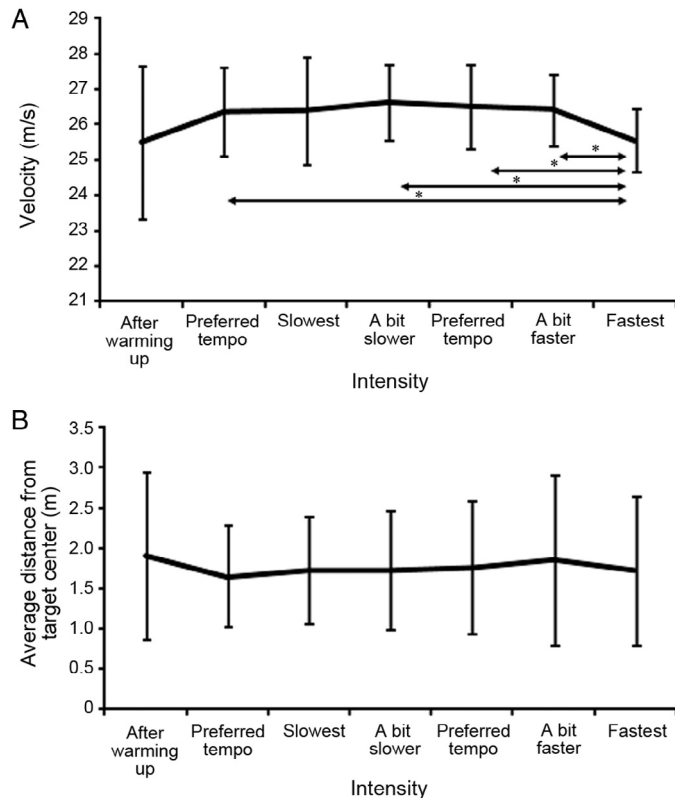 A
Velocity (m/s)
29
28
27
26
25
24
23
22
21
*
*
*
*
After
warming
up
Preferred
tempo
Slowest
A bit
slower
Preferred
tempo
A bit
faster
Fastest
Intensity
B
Average distance from
target center (m)
3.5
3.0
2.5
2.0
1.5
1.0
0.5
0
After
warming
up
Preferred
tempo
Slowest
A bit
slower
Preferred
tempo
A bit
faster
Fastest
Intensity